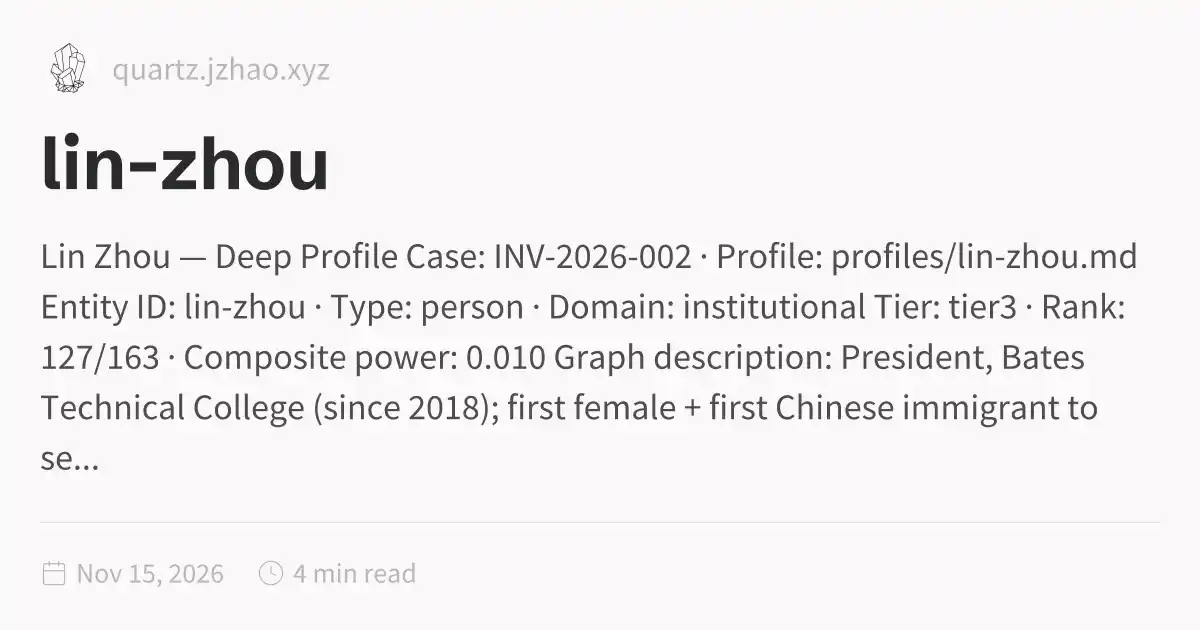 quartz.jzhao.xyz
lin-zhou
Lin Zhou — Deep Profile Case: INV-2026-002 · Profile: profiles/lin-zhou.md
Entity ID: lin-zhou · Type: person · Domain: institutional Tier: tier3 · Rank:
127/163 · Composite power: 0.010 Graph description: President, Bates
Technical College (since 2018); first female + first Chinese immigrant to
se...
Nov 15, 2026 4 min read